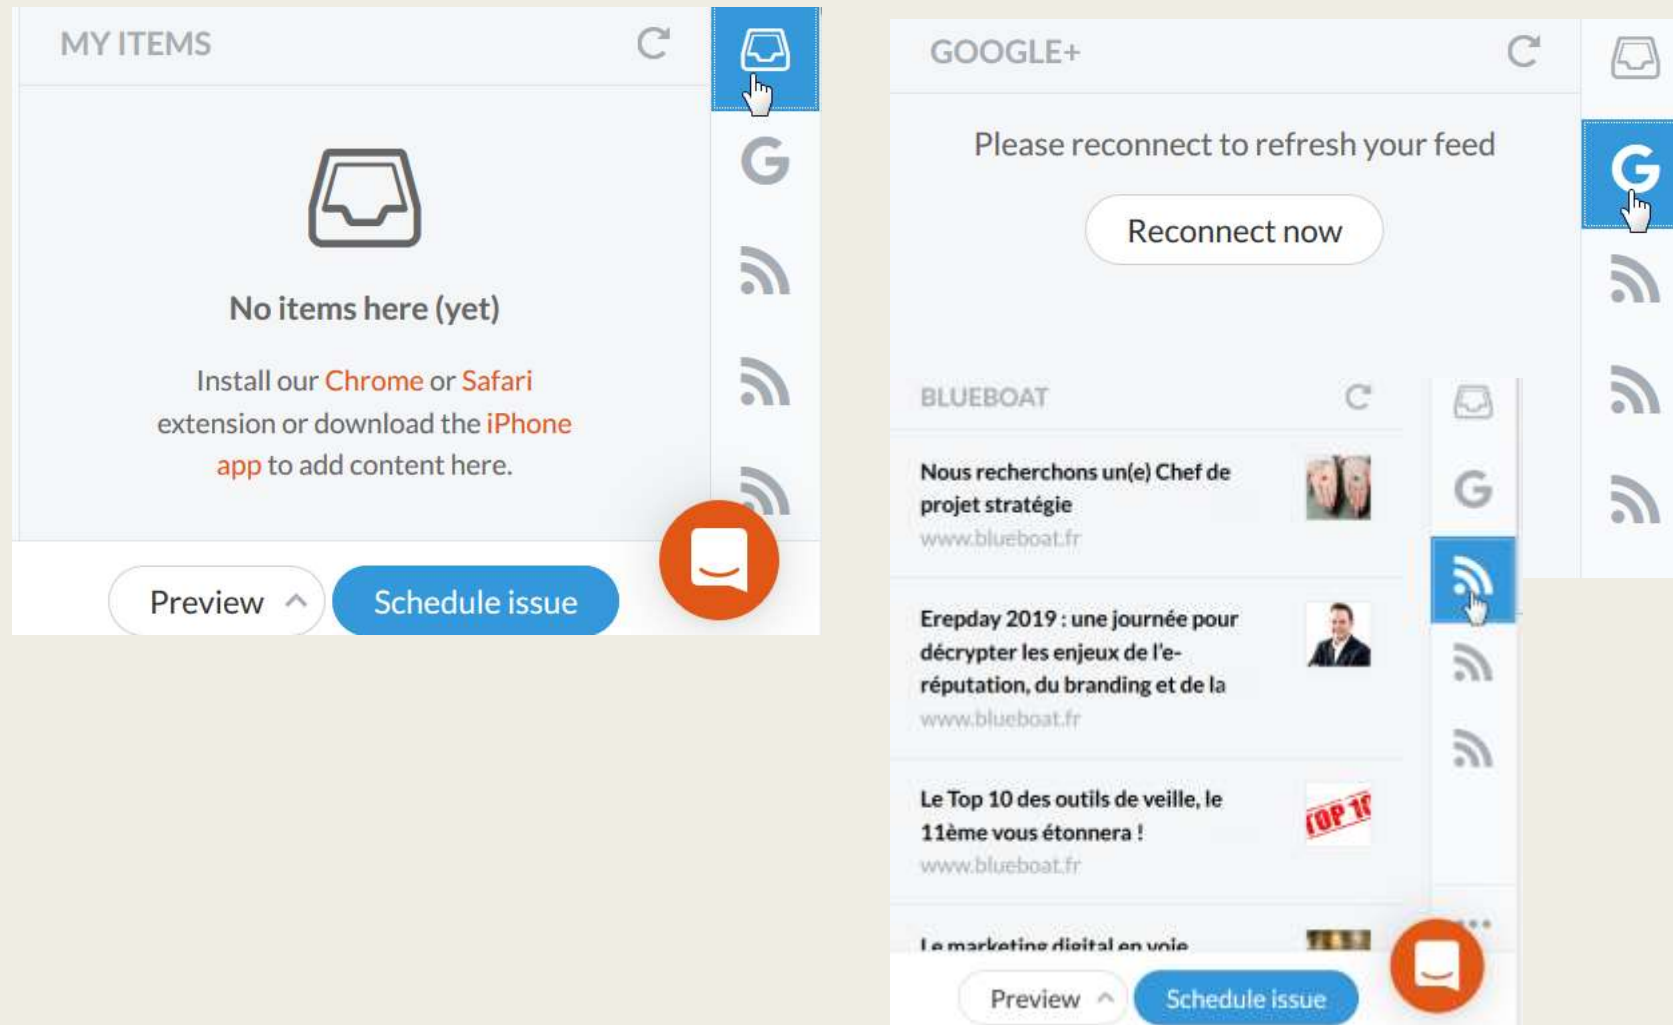 MY ITEMS
No items here (yet)
Install our Chrome or Safari
extension or download the iPhone
app to add content here.
Preview
Schedule issue
GOOGLE+
Please reconnect to refresh your feed
Reconnect now
BLUEBOAT
Nous recherchons un(e) Chef de
projet stratégie
www.blueboat.fr
Erepday 2019 : une journée pour
décrypter les enjeux de l'e-
réputation, du branding et de la
www.blueboat.fr
Le Top 10 des outils de veille, le
11ème vous étonnera !
www.blueboat.fr
TOP 10
Le marketing digital en voie
Preview
Schedule issue